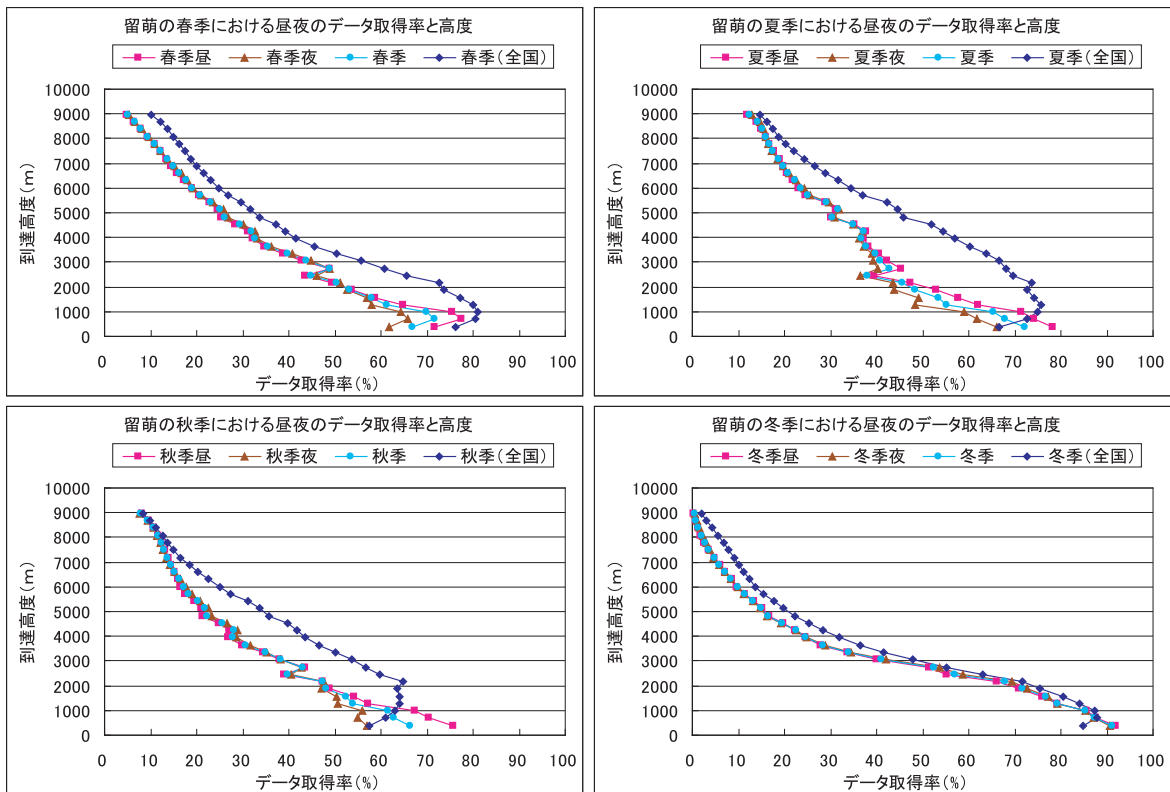 留萌の春季における昼夜のデータ取得率と高度
春季昼 春季夜 春季 春季(全国)
到達高度(m)
10000
9000
8000
7000
6000
5000
4000
3000
2000
1000
0
0 10 20 30 40 50 60 70 80 90 100
データ取得率(%)
留萌の夏季における昼夜のデータ取得率と高度
夏季昼 夏季夜 夏季 夏季(全国)
到達高度(m)
10000
9000
8000
7000
6000
5000
4000
3000
2000
1000
0
0 10 20 30 40 50 60 70 80 90 100
データ取得率(%)
留萌の秋季における昼夜のデータ取得率と高度
秋季昼 秋季夜 秋季 秋季(全国)
到達高度(m)
10000
9000
8000
7000
6000
5000
4000
3000
2000
1000
0
0 10 20 30 40 50 60 70 80 90 100
データ取得率(%)
留萌の冬季における昼夜のデータ取得率と高度
冬季昼 冬季夜 冬季 冬季(全国)
到達高度(m)
10000
9000
8000
7000
6000
5000
4000
3000
2000
1000
0
0 10 20 30 40 50 60 70 80 90 100
データ取得率(%)